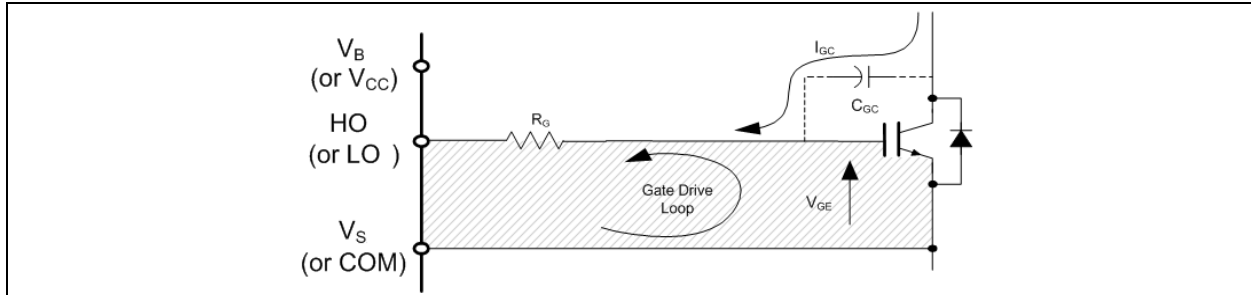 V_B
(or V_CC)
HO
(or LO )
V_S
(or COM)
R_G
I_GC
C_GC
Gate Drive
Loop
V_GE